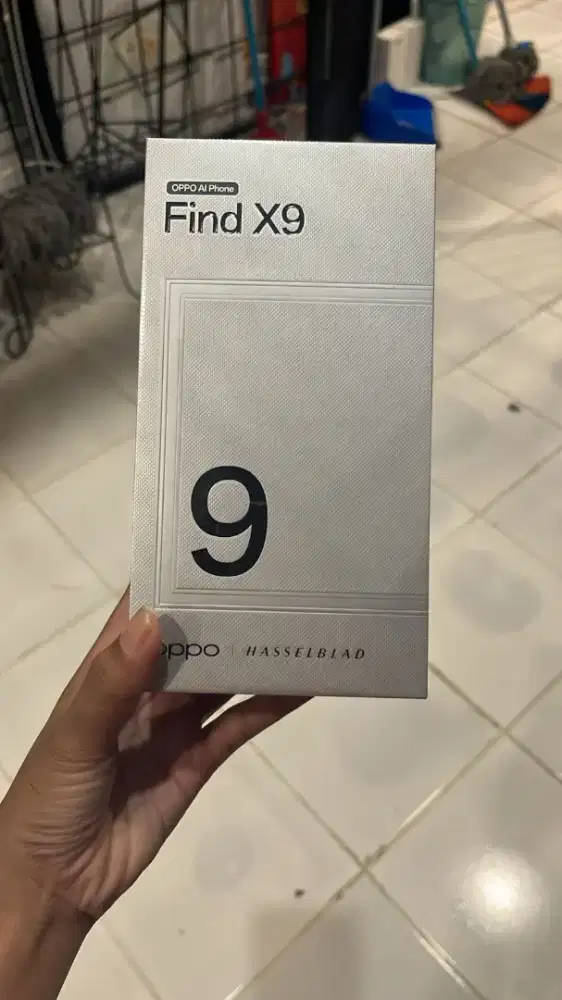 OPPO AI Phone
Find X9
9
oppo | HASSELBLAD